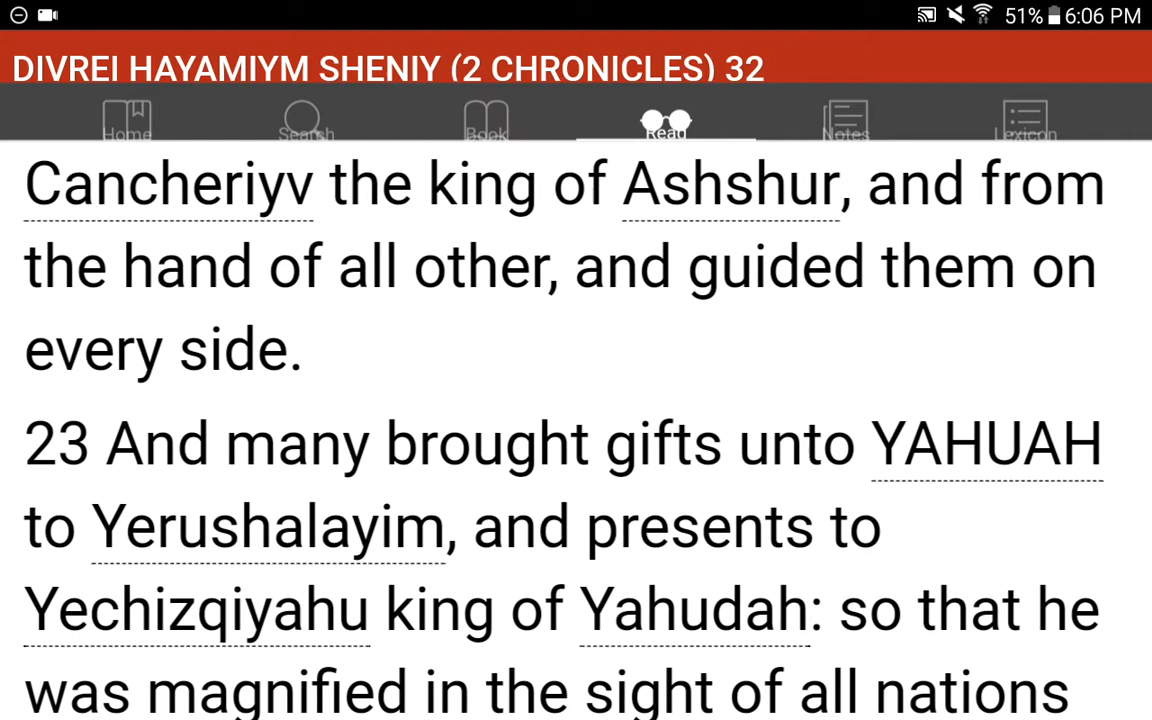 51% 6:06 PM
DIVREI HAYAMIYM SHENIY (2 CHRONICLES) 32
Home Search Book Read Notes Lexicon
Cancheriyv the king of Ashshur, and from
the hand of all other, and guided them on
every side.
23 And many brought gifts unto YAHUAH
to Yerushalayim, and presents to
Yechizqiyahu king of Yahudah: so that he
was magnified in the sight of all nations